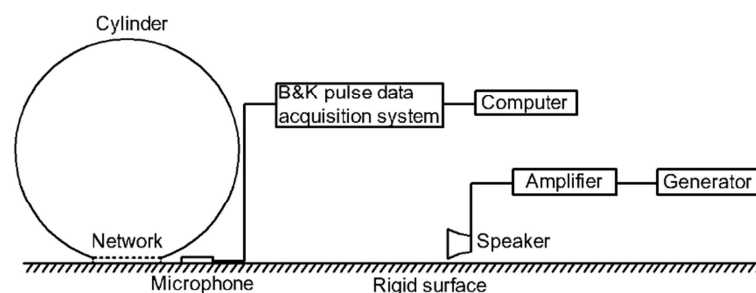 Cylinder
B&K pulse data
acquisition system
Computer
Amplifier
Generator
Network
Speaker
Microphone
Rigid surface